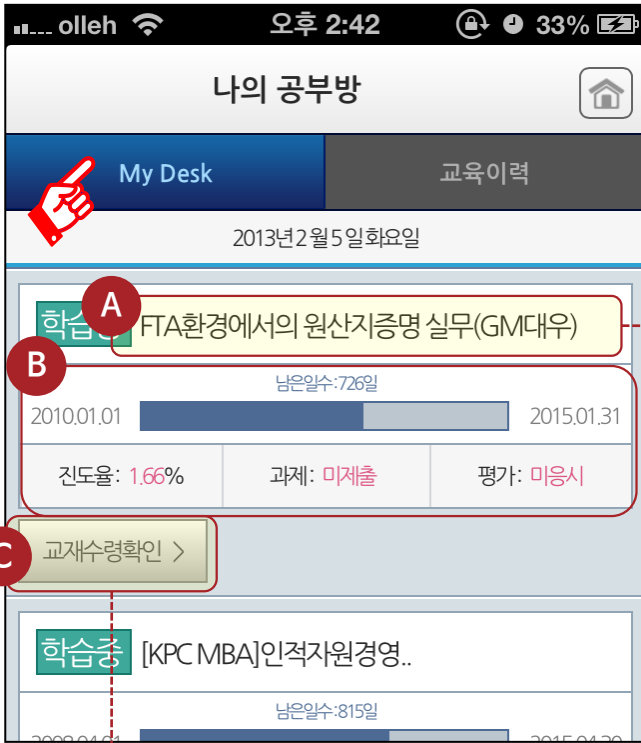 olleh 오후 2:42 33%
나의 공부방
My Desk 교육이력
2013년 2월 5일 화요일
A
학습중 FTA환경에서의 원산지증명 실무(GM대우)
B
남은일수:726일
2010.01.01 2015.01.31
진도율: 1.66% 과제: 미제출 평가: 미응시
C 교재수령확인 >
학습중 [KPC MBA]인적자원경영..
남은일수:815일